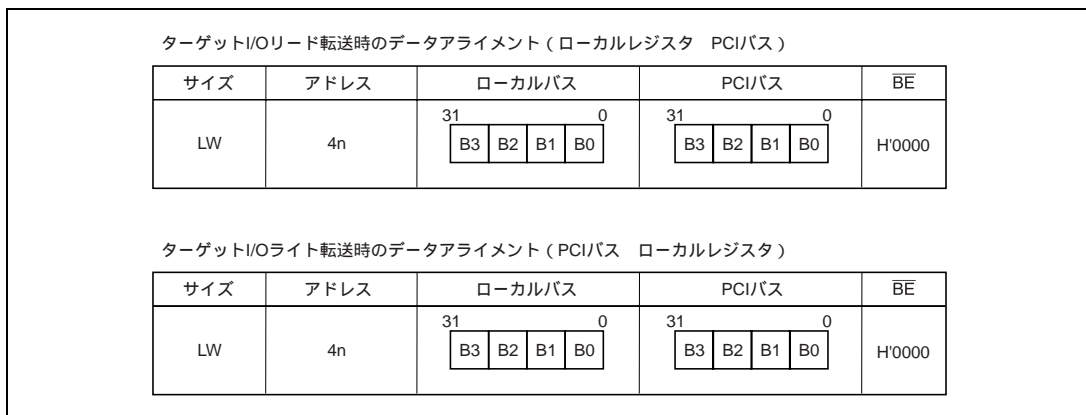 ターゲットI/Oリード転送時のデータアライメント（ローカルレジスタ　PCIバス）
サイズ アドレス ローカルバス PCIバス BE
31 0 31 0
LW 4n B3 B2 B1 B0 B3 B2 B1 B0 H'0000
ターゲットI/Oライト転送時のデータアライメント（PCIバス　ローカルレジスタ）
サイズ アドレス ローカルバス PCIバス BE
31 0 31 0
LW 4n B3 B2 B1 B0 B3 B2 B1 B0 H'0000